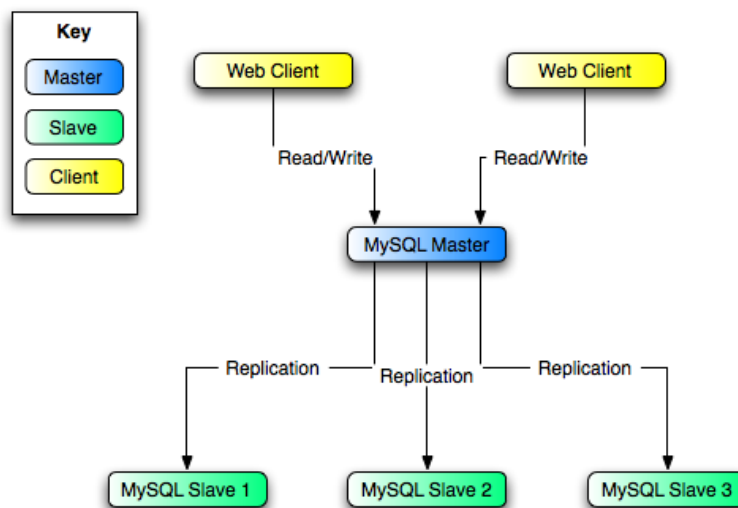 Key
Master
Slave
Client
Web Client
Web Client
Read/Write
Read/Write
MySQL Master
Replication
Replication
Replication
MySQL Slave 1
MySQL Slave 2
MySQL Slave 3